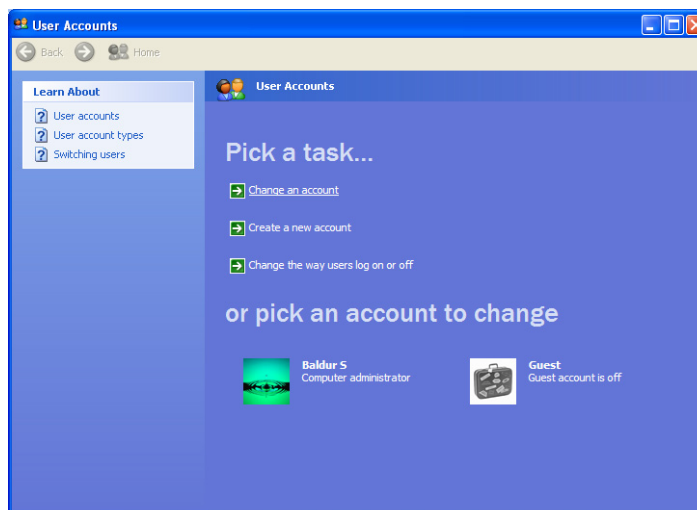 User Accounts
Back
Home
Learn About
User accounts
User account types
Switching users
User Accounts
Pick a task...
Change an account
Create a new account
Change the way users log on or off
or pick an account to change
Baldur S
Computer administrator
Guest
Guest account is off